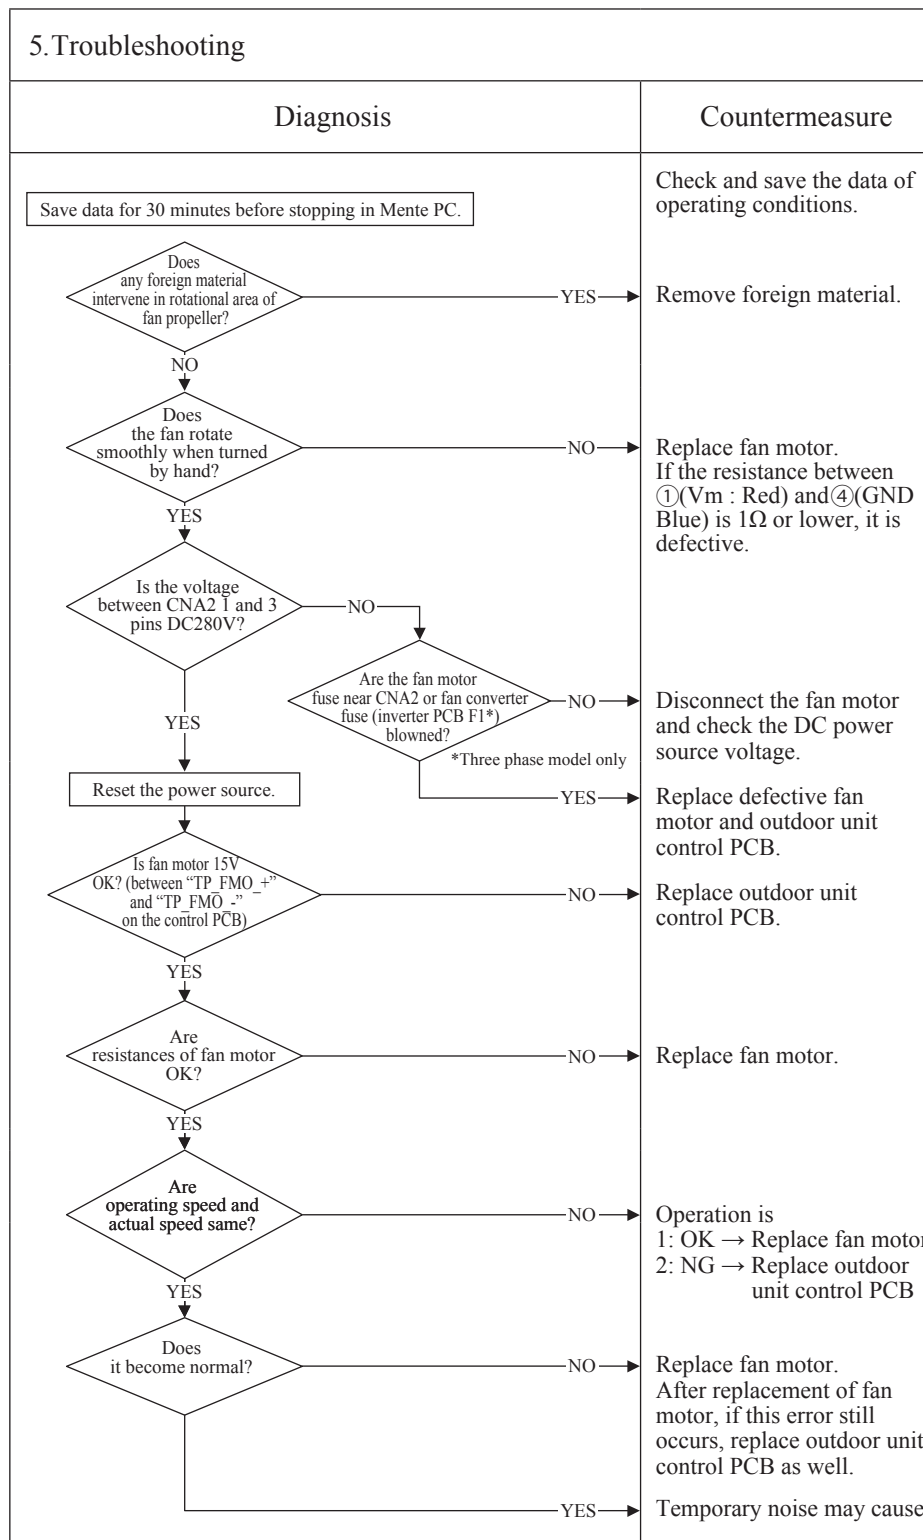 5.Troubleshooting
Diagnosis
Countermeasure
Save data for 30 minutes before stopping in Mente PC.
Check and save the data of
operating conditions.
Does
any foreign material
intervene in rotational area of
fan propeller?
YES
Remove foreign material.
NO
Does
the fan rotate
smoothly when turned
by hand?
NO
Replace fan motor.
If the resistance between
①(Vm : Red) and④(GND
Blue) is 1Ω or lower, it is
defective.
YES
Is the voltage
between CNA2 1 and 3
pins DC280V?
NO
Are the fan motor
fuse near CNA2 or fan converter
fuse (inverter PCB F1*)
blowned?
NO
Disconnect the fan motor
and check the DC power
source voltage.
*Three phase model only
YES
Replace defective fan
motor and outdoor unit
control PCB.
YES
Reset the power source.
Is fan motor 15V
OK? (between “TP_FMO_+”
and “TP_FMO_-”
on the control PCB)
NO
Replace outdoor unit
control PCB.
YES
Are
resistances of fan motor
OK?
NO
Replace fan motor.
YES
Are
operating speed and
actual speed same?
NO
Operation is
1: OK → Replace fan motor
2: NG → Replace outdoor
unit control PCB
YES
Does
it become normal?
NO
Replace fan motor.
After replacement of fan
motor, if this error still
occurs, replace outdoor unit
control PCB as well.
YES
Temporary noise may cause